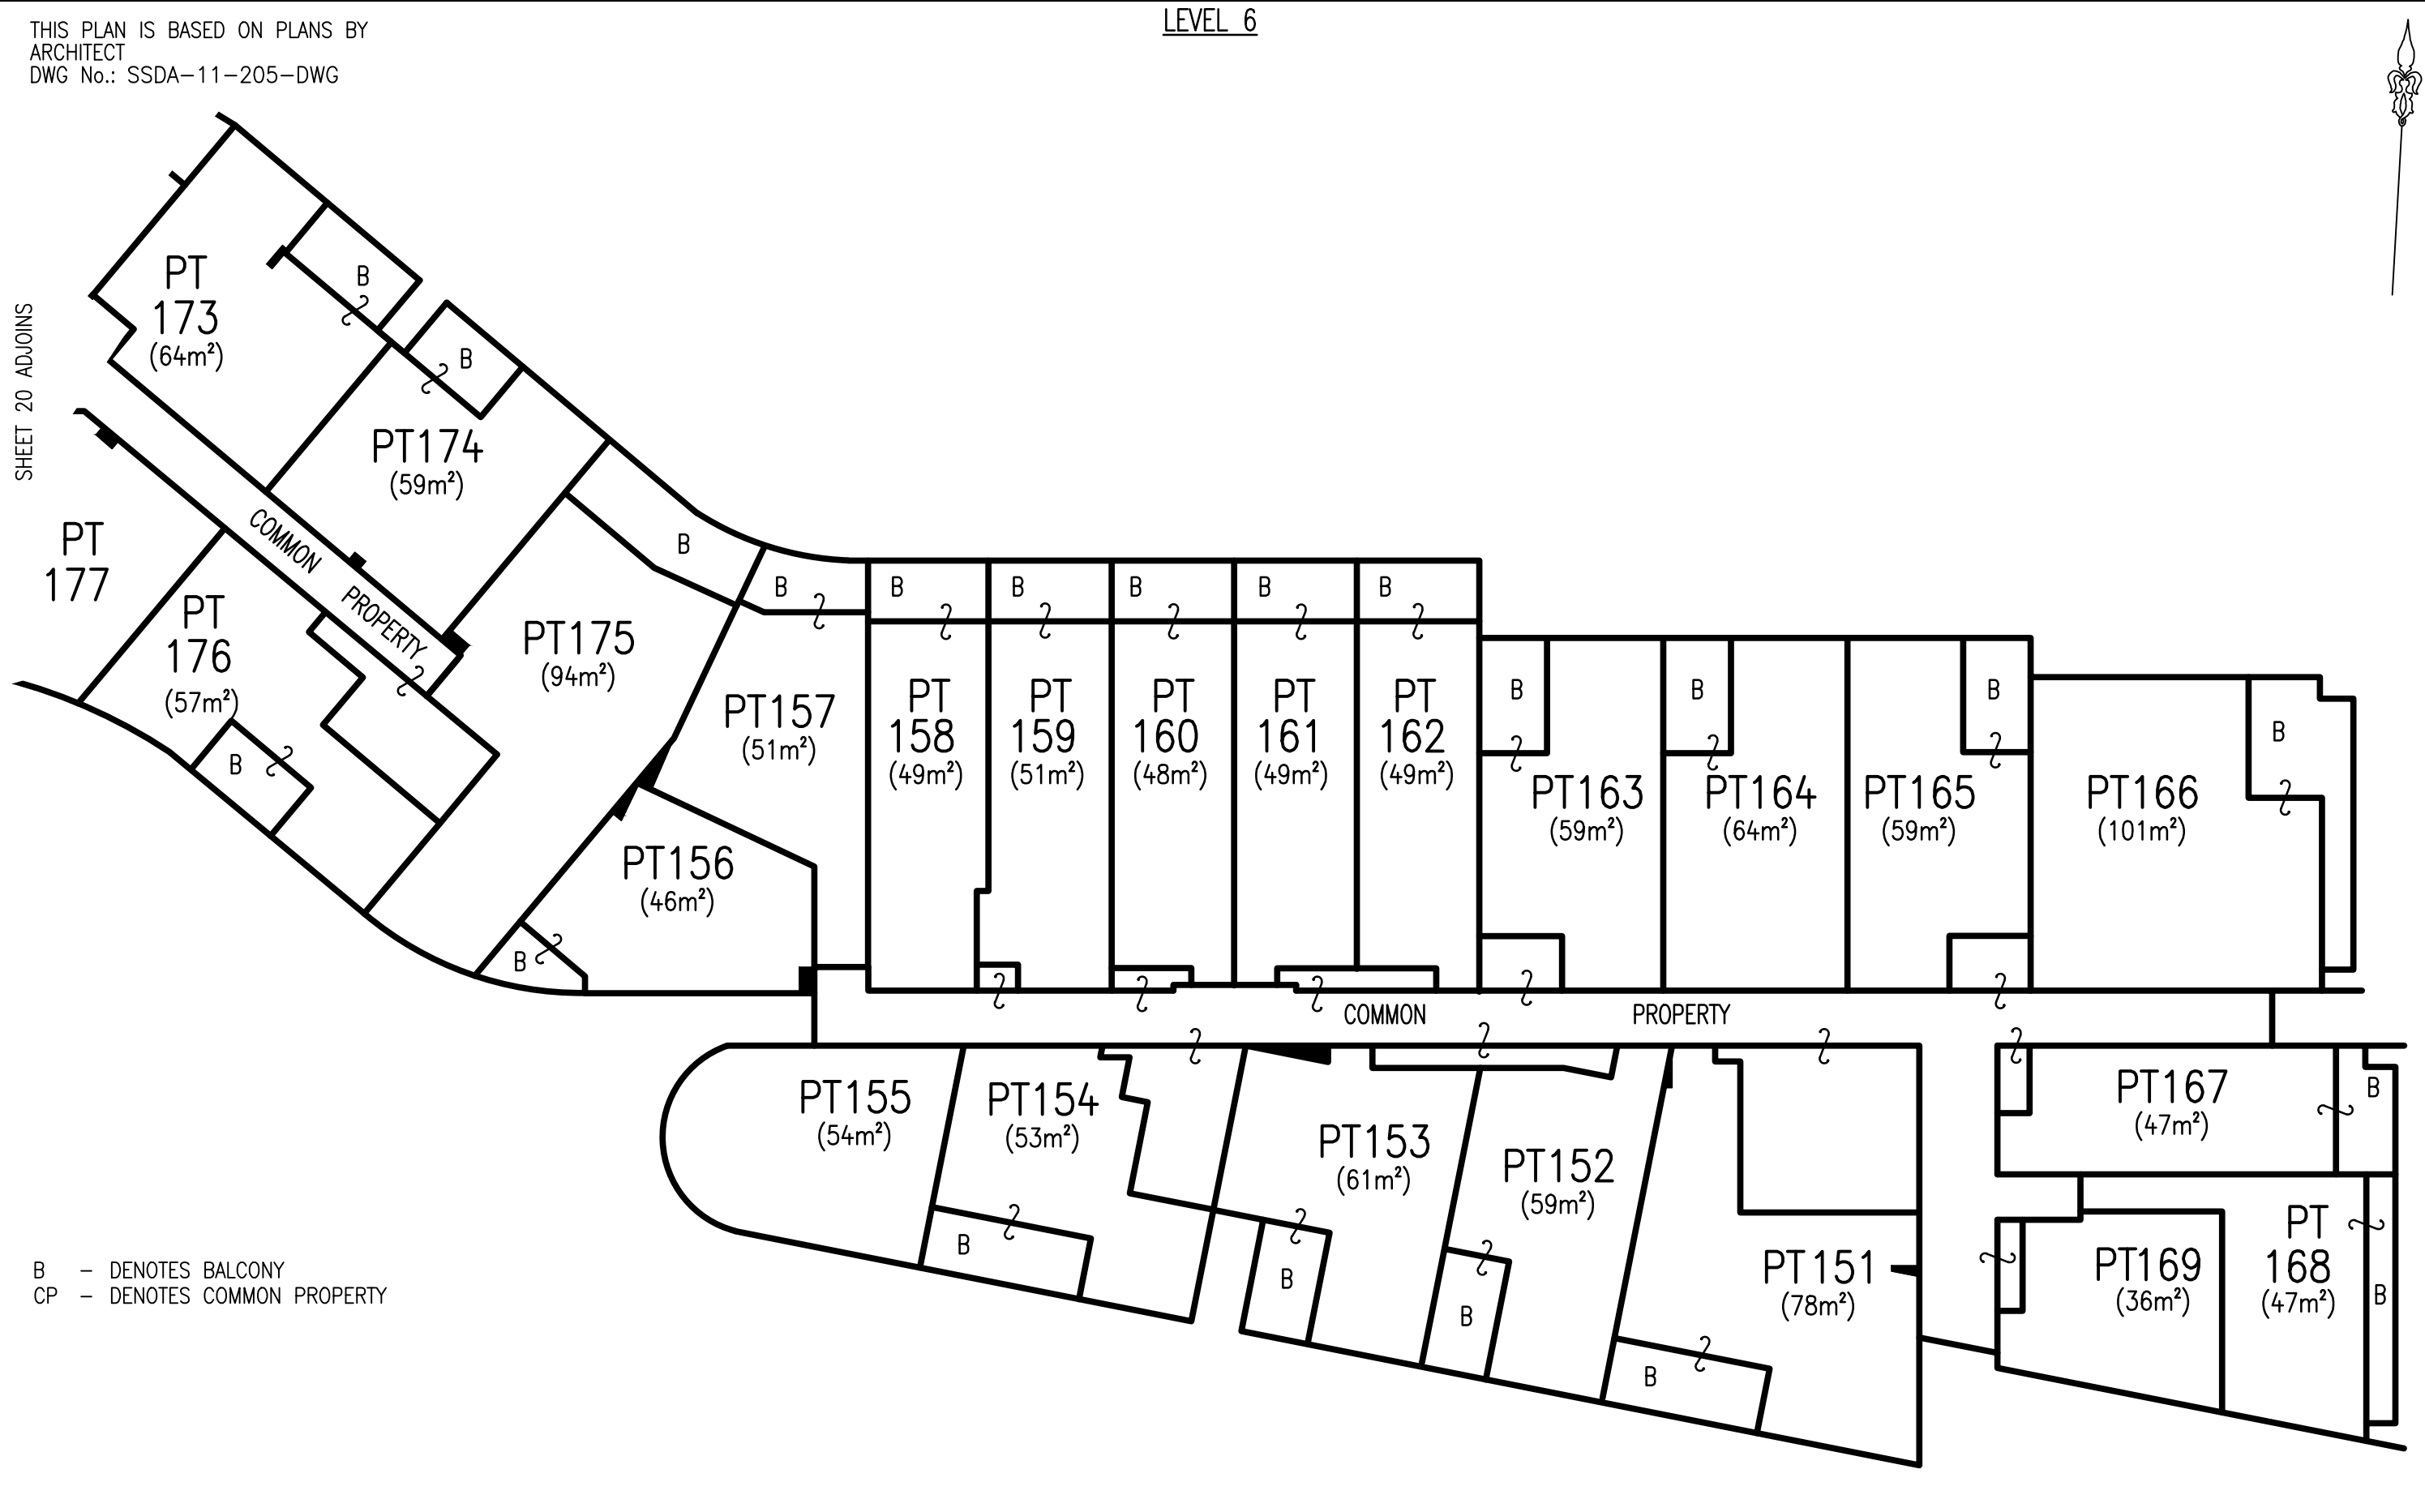 LEVEL 6
THIS PLAN IS BASED ON PLANS BY
ARCHITECT
DWG No.: SSDA-11-205-DWG
SHEET 20 ADJOINS
PT
173
(64m²)
B
B
PT174
(59m²)
COMMON PROPERTY
PT
177
PT
176
(57m²)
B
B
PT175
(94m²)
B
PT157
(51m²)
PT156
(46m²)
B
B
PT
158
(49m²)
B
PT
159
(51m²)
B
PT
160
(48m²)
B
PT
161
(49m²)
B
PT
162
(49m²)
B
PT163
(59m²)
B
PT164
(64m²)
B
PT165
(59m²)
B
PT166
(101m²)
COMMON PROPERTY
PT155
(54m²)
PT154
(53m²)
B
PT153
(61m²)
B
PT152
(59m²)
B
PT151
(78m²)
B
PT167
(47m²)
B
PT169
(36m²)
PT
168
(47m²)
B
B - DENOTES BALCONY
CP - DENOTES COMMON PROPERTY